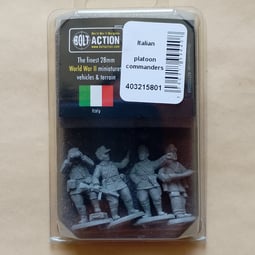 BOLT ACTION
The finest 28mm
World War II miniatures
vehicles & terrain
Italy
Italian
platoon
commanders
403215801